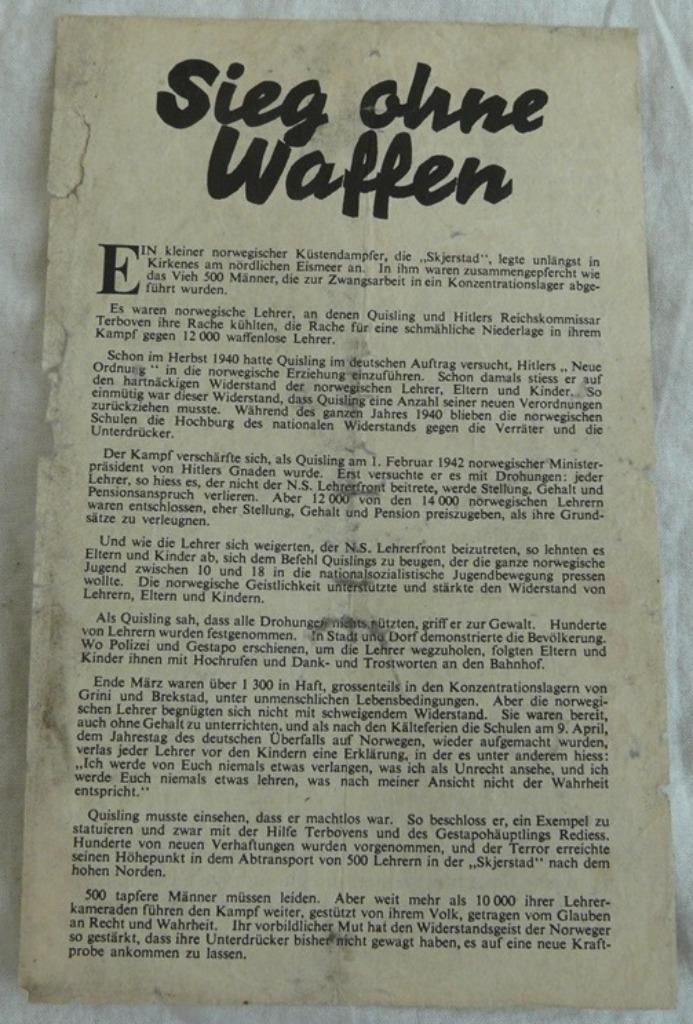 Sieg ohne
Waffen
EIN kleiner norwegischer Küstendampfer, die „Skjerstad“, legte unlängst in
Kirkenes am nördlichen Eismeer an. In ihm waren zusammengepfercht wie
das Vieh 500 Männer, die zur Zwangsarbeit in ein Konzentrationslager abge-
führt wurden.
Es waren norwegische Lehrer, an denen Quisling und Hitlers Reichskommissar
Terboven ihre Rache kühlten, die Rache für eine schmähliche Niederlage in ihrem
Kampf gegen 12 000 waffenlose Lehrer.
Schon im Herbst 1940 hatte Quisling im deutschen Auftrag versucht, Hitlers „Neue
Ordnung“ in die norwegische Erziehung einzuführen. Schon damals stiess er auf
den hartnäckigen Widerstand der norwegischen Lehrer, Eltern und Kinder. So
einmütig war dieser Widerstand, dass Quisling eine Anzahl seiner neuen Verordnungen
zurückziehen musste. Während des ganzen Jahres 1940 blieben die norwegischen
Schulen die Hochburg des nationalen Widerstands gegen die Verräter und die
Unterdrücker.
Der Kampf verschärfte sich, als Quisling am 1. Februar 1942 norwegischer Minister-
präsident von Hitlers Gnaden wurde. Erst versuchte er es mit Drohungen: jeder
Lehrer, so hiess es, der nicht der N.S. Lehrerfront beitrete, werde Stellung, Gehalt und
Pensionsanspruch verlieren. Aber 12 000 von den 14 000 norwegischen Lehrern
waren entschlossen, eher Stellung, Gehalt und Pension preiszugeben, als ihre Grund-
sätze zu verleugnen.
Und wie die Lehrer sich weigerten, der N.S. Lehrerfront beizutreten, so lehnten es
Eltern und Kinder ab, sich dem Befehl Quislings zu beugen, der die ganze norwegische
Jugend zwischen 10 und 18 in die nationalsozialistische Jugendbewegung pressen
wollte. Die norwegische Geistlichkeit unterstützte und stärkte den Widerstand von
Lehrern, Eltern und Kindern.
Als Quisling sah, dass alle Drohungen nichts nützten, griff er zur Gewalt. Hunderte
von Lehrern wurden festgenommen. In Stadt und Dorf demonstrierte die Bevölkerung.
Wo Polizei und Gestapo erschienen, um die Lehrer wegzuholen, folgten Eltern und
Kinder ihnen mit Hochrufen und Dank- und Trostworten an den Bahnhof.
Ende März waren über 1 300 in Haft, grossenteils in den Konzentrationslagern von
Grini und Brekstad, unter unmenschlichen Lebensbedingungen. Aber die norwegi-
schen Lehrer begnügten sich nicht mit schweigendem Widerstand. Sie waren bereit,
auch ohne Gehalt zu unterrichten, und als nach den Kälteferien die Schulen am 9. April,
dem Jahrestag des deutschen Überfalls auf Norwegen, wieder aufgemacht wurden,
verlas jeder Lehrer vor den Kindern eine Erklärung, in der es unter anderem hiess:
„Ich werde von Euch niemals etwas verlangen, was ich als Unrecht ansehe, und ich
werde Euch niemals etwas lehren, was nach meiner Ansicht nicht der Wahrheit
entspricht.“
Quisling musste einsehen, dass er machtlos war. So beschloss er, ein Exempel zu
statuieren und zwar mit der Hilfe Terbovens und des Gestapohäuptlings Rediess.
Hunderte von neuen Verhaftungen wurden vorgenommen, und der Terror erreichte
seinen Höhepunkt in dem Abtransport von 500 Lehrern in der „Skjerstad“ nach dem
hohen Norden.
500 tapfere Männer müssen leiden. Aber weit mehr als 10 000 ihrer Lehrer-
kameraden führen den Kampf weiter, gestützt von ihrem Volk, getragen vom Glauben
an Recht und Wahrheit. Ihr vorbildlicher Mut hat den Widerstandsgeist der Norweger
so gestärkt, dass ihre Unterdrücker bisher nicht gewagt haben, es auf eine neue Kraft-
probe ankommen zu lassen.